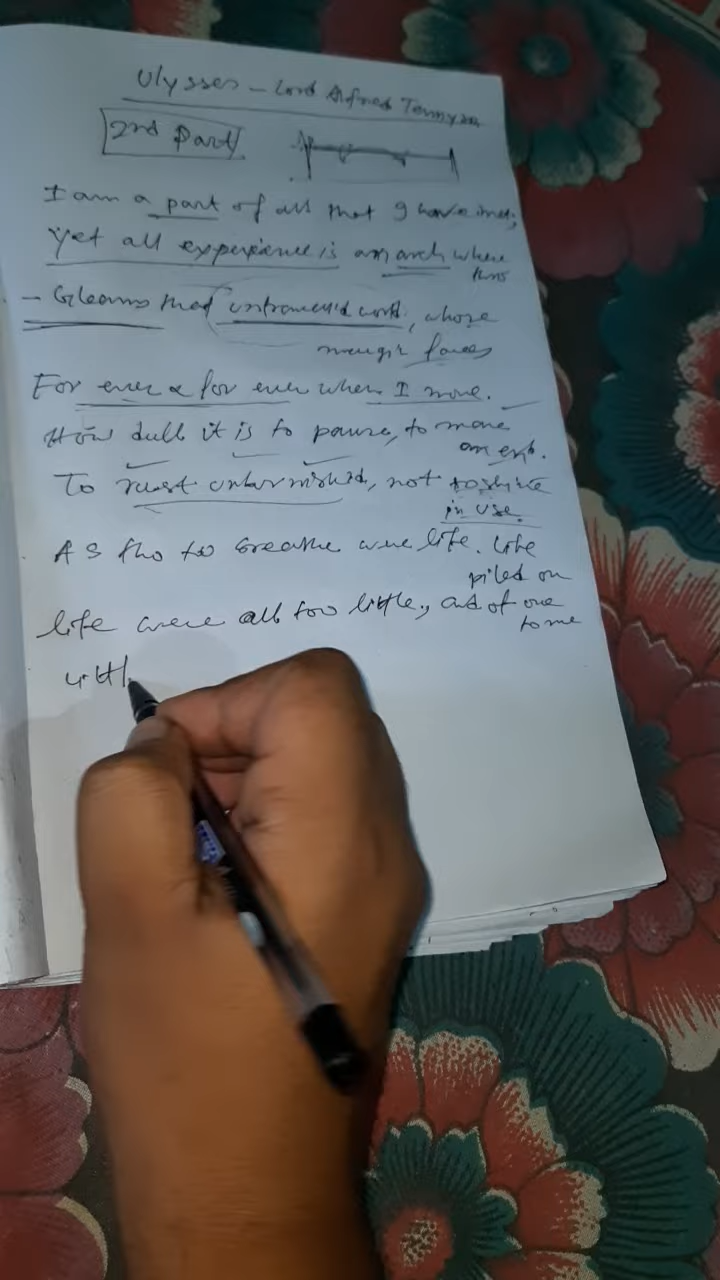 Ulysses - Lord Alfred Tennyson
2nd Part
I am a part of all that I have met;
Yet all experience is an arch where
thro
- Gleams that untravell'd world, whose
margin fades
For ever & for ever when I move.
How dull it is to pause, to make
an end.
To rust unburnished, not to shine
in use.
As tho to breathe were life. Life
piled on
life were all too little, and of one
to me
Littl